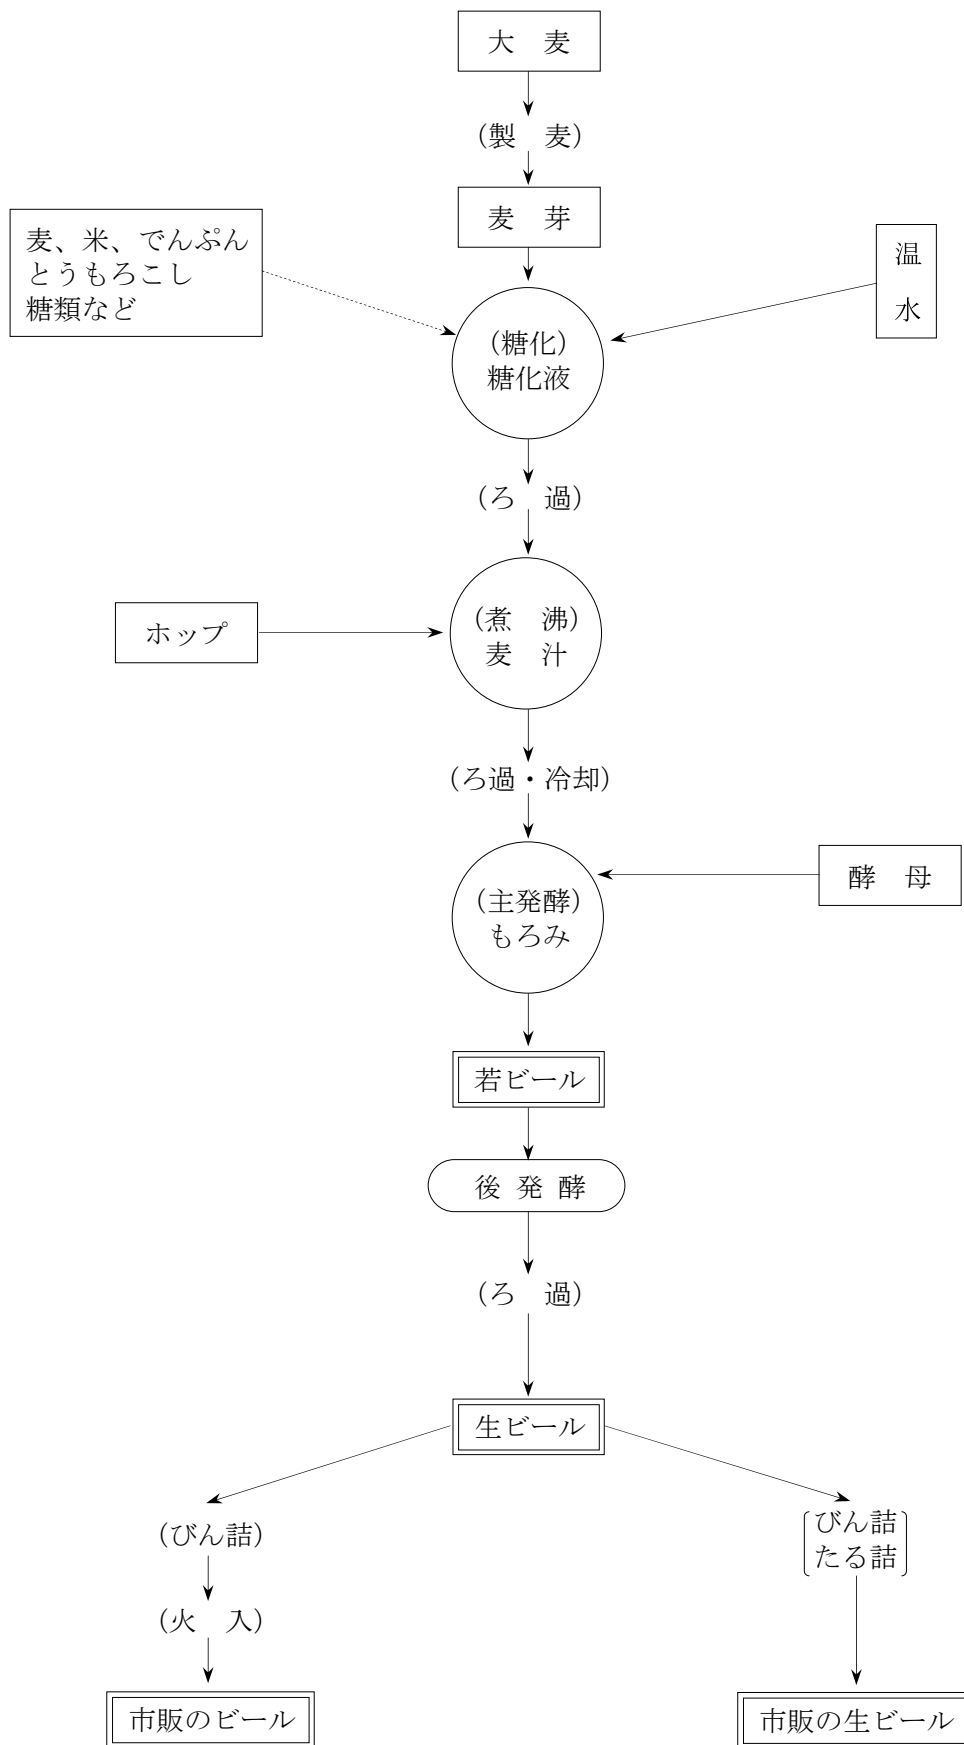 大　麦
（製　麦）
麦　芽
麦、米、でんぷん
とうもろこし
糖類など
温
水
（糖化）
糖化液
（ろ　過）
ホップ
（煮　沸）
麦　汁
（ろ過・冷却）
酵　母
（主発酵）
もろみ
若ビール
後 発 酵
（ろ　過）
生ビール
（びん詰）
（火　入）
市販のビール
びん詰
たる詰
市販の生ビール